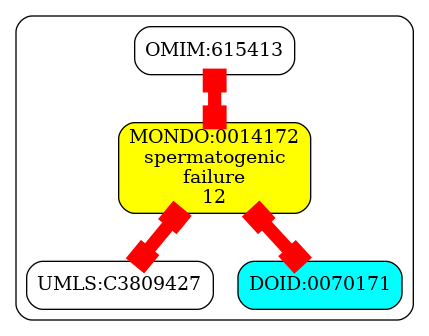 OMIM:615413
MONDO:0014172
spermatogenic
failure
12
UMLS:C3809427
DOID:0070171